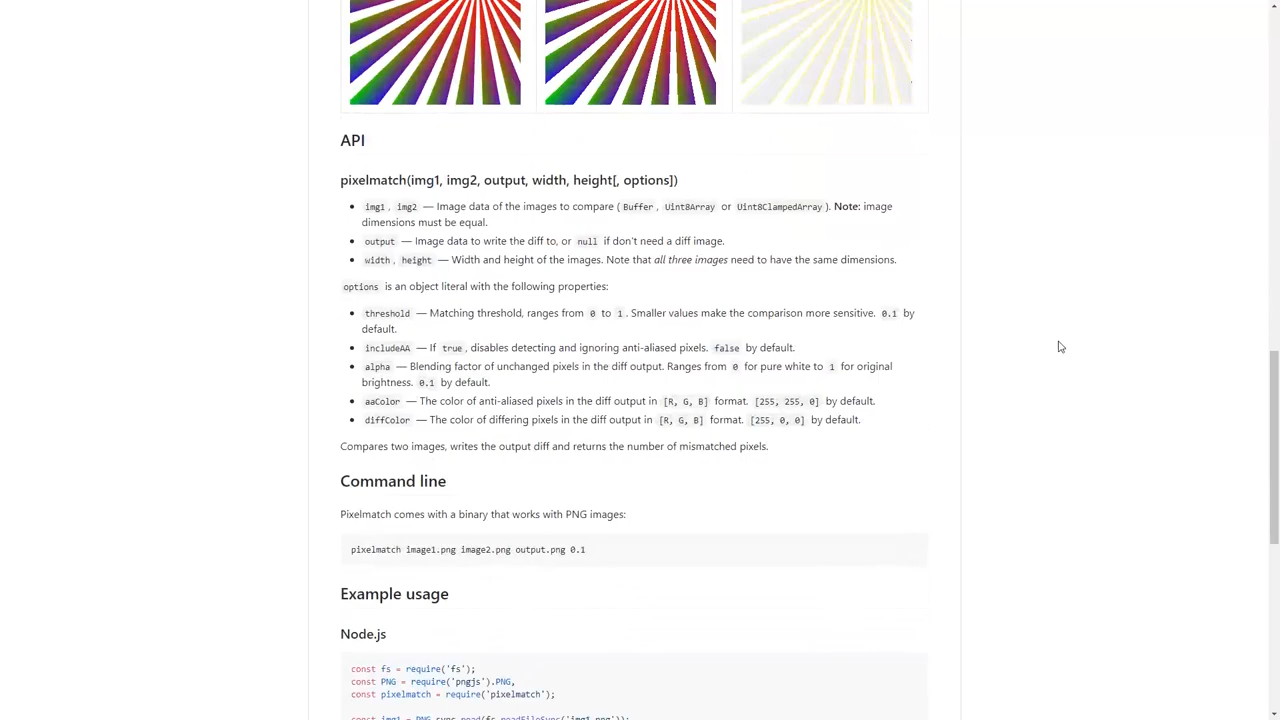 API
pixelmatch(img1, img2, output, width, height[, options])
• img1, img2 — Image data of the images to compare (Buffer, Uint8Array or Uint8ClampedArray). Note: image
dimensions must be equal.
• output — Image data to write the diff to, or null if don't need a diff image.
• width, height — Width and height of the images. Note that all three images need to have the same dimensions.
options is an object literal with the following properties:
• threshold — Matching threshold, ranges from 0 to 1. Smaller values make the comparison more sensitive. 0.1 by
default.
• includeAA — If true, disables detecting and ignoring anti-aliased pixels. false by default.
• alpha — Blending factor of unchanged pixels in the diff output. Ranges from 0 for pure white to 1 for original
brightness. 0.1 by default.
• aaColor — The color of anti-aliased pixels in the diff output in [R, G, B] format. [255, 255, 0] by default.
• diffColor — The color of differing pixels in the diff output in [R, G, B] format. [255, 0, 0] by default.
Compares two images, writes the output diff and returns the number of mismatched pixels.
Command line
Pixelmatch comes with a binary that works with PNG images:
pixelmatch image1.png image2.png output.png 0.1
Example usage
Node.js
const fs = require('fs');
const PNG = require('pngjs').PNG,
const pixelmatch = require('pixelmatch');
const img1 = PNG.sync.read(fs.readFileSync('img1.png'));